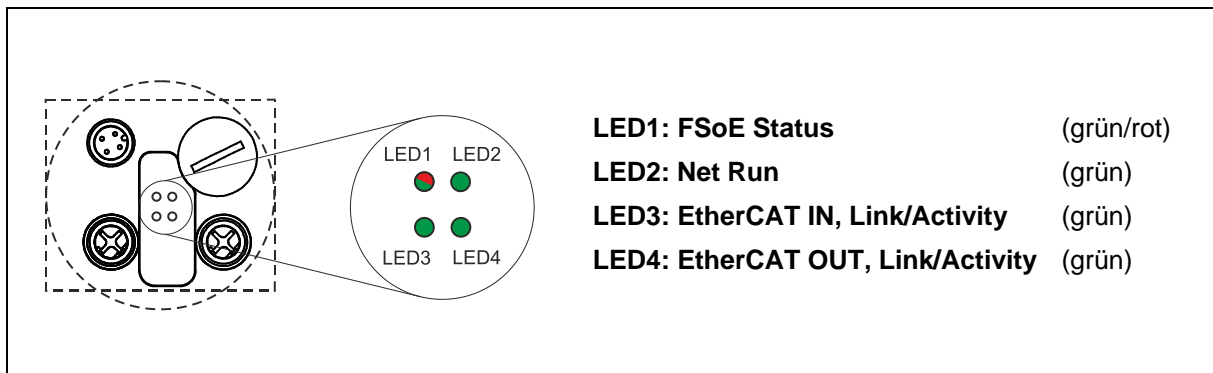 LED1 LED2
LED3 LED4
LED1: FSoE Status (grün/rot)
LED2: Net Run (grün)
LED3: EtherCAT IN, Link/Activity (grün)
LED4: EtherCAT OUT, Link/Activity (grün)